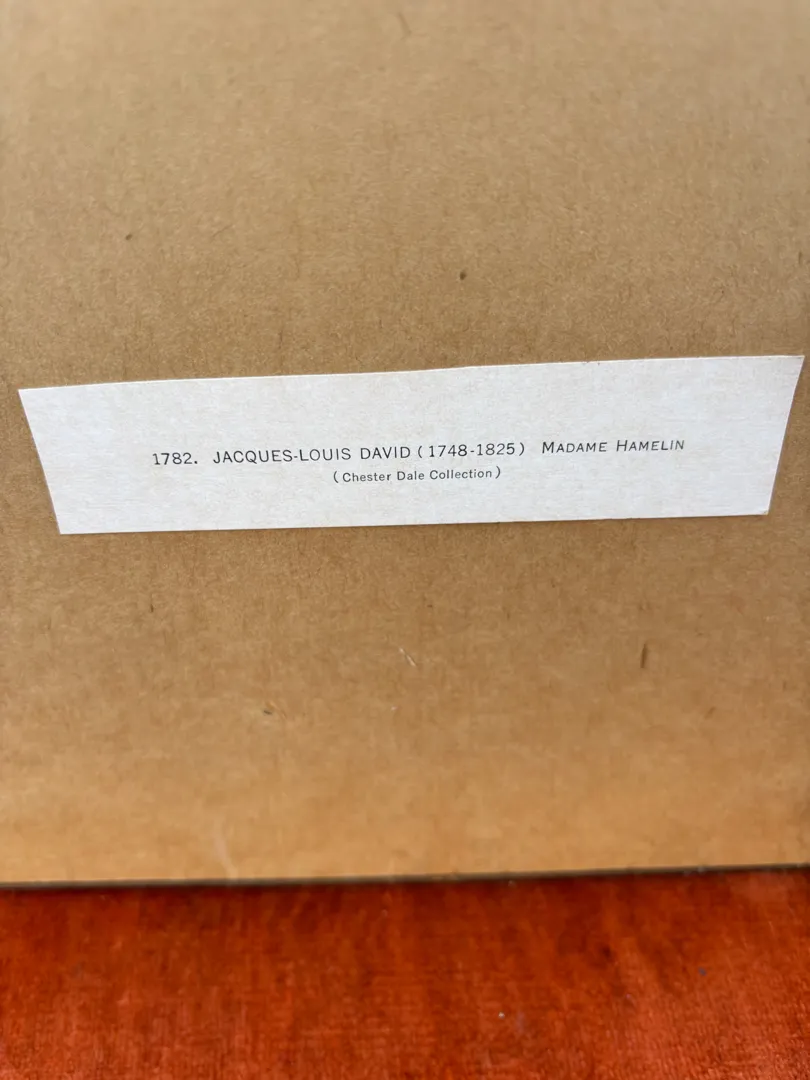 1782. JACQUES-LOUIS DAVID (1748-1825) MADAME HAMELIN
(Chester Dale Collection)